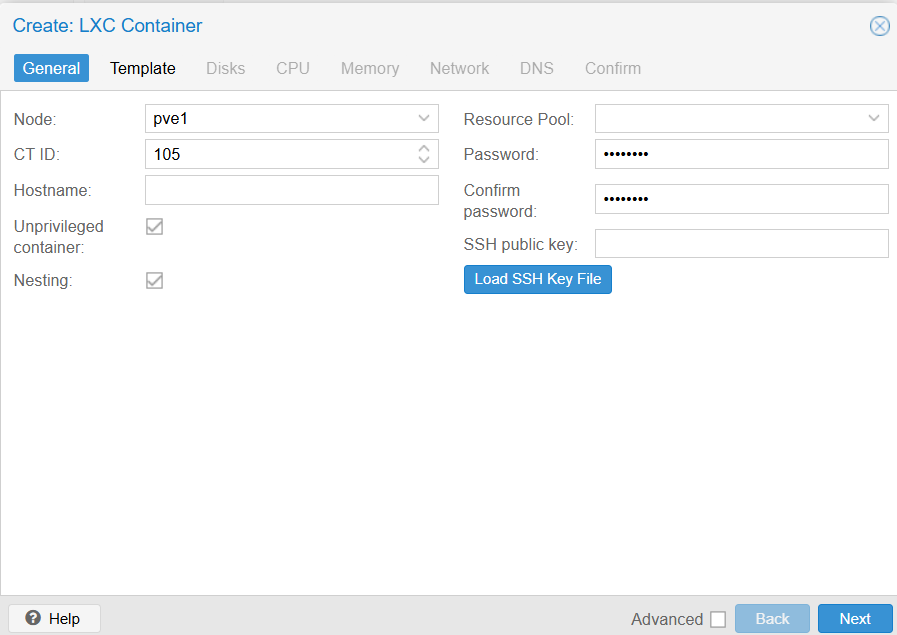 Create: LXC Container
General Template Disks CPU Memory Network DNS Confirm
Node: pve1
CT ID: 105
Hostname:
Unprivileged
container:
Nesting:
Resource Pool:
Password: ••••••••
Confirm
password: ••••••••
SSH public key:
Load SSH Key File
Help Advanced Back Next